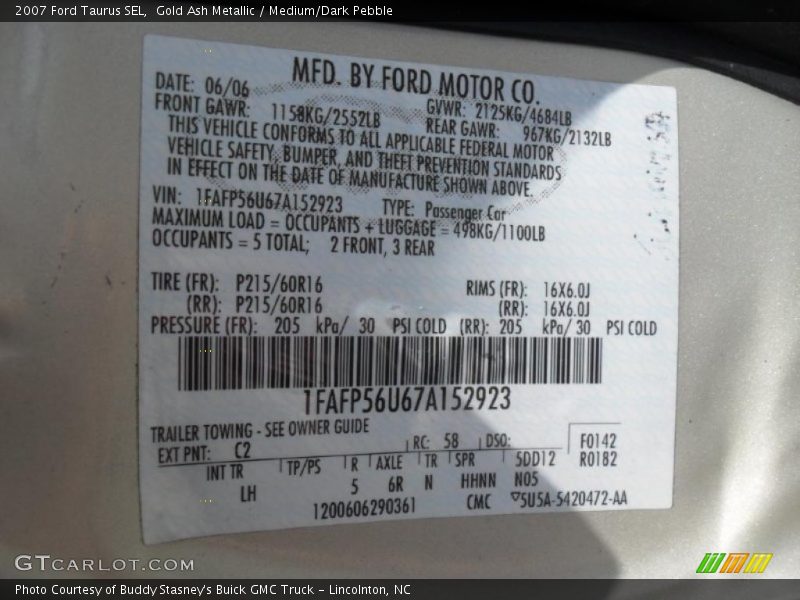 2007 Ford Taurus SEL,  Gold Ash Metallic / Medium/Dark Pebble
MFD. BY FORD MOTOR CO.
DATE: 06/06 GVWR: 2125KG/4684LB
FRONT GAWR: 1158KG/2552LB REAR GAWR: 967KG/2132LB
THIS VEHICLE CONFORMS TO ALL APPLICABLE FEDERAL MOTOR
VEHICLE SAFETY, BUMPER, AND THEFT PREVENTION STANDARDS
IN EFFECT ON THE DATE OF MANUFACTURE SHOWN ABOVE.
VIN: 1FAFP56U67A152923 TYPE: Passenger Car
MAXIMUM LOAD = OCCUPANTS + LUGGAGE = 498KG/1100LB
OCCUPANTS = 5 TOTAL; 2 FRONT, 3 REAR
TIRE (FR): P215/60R16 RIMS (FR): 16X6.0J
(RR): P215/60R16 (RR): 16X6.0J
PRESSURE (FR): 205 kPa/ 30 PSI COLD (RR): 205 kPa/ 30 PSI COLD
1FAFP56U67A152923
TRAILER TOWING - SEE OWNER GUIDE
EXT PNT: C2 RC: 58 DSO: F0142
INT TR TP/PS R AXLE TR SPR 5DD12 R0182
LH 5 6R N HHNN N05
1200606290361 CMC ▽5U5A-5420472-AA
GTCARLOT.COM
Photo Courtesy of Buddy Stasney's Buick GMC Truck – Lincolnton, NC